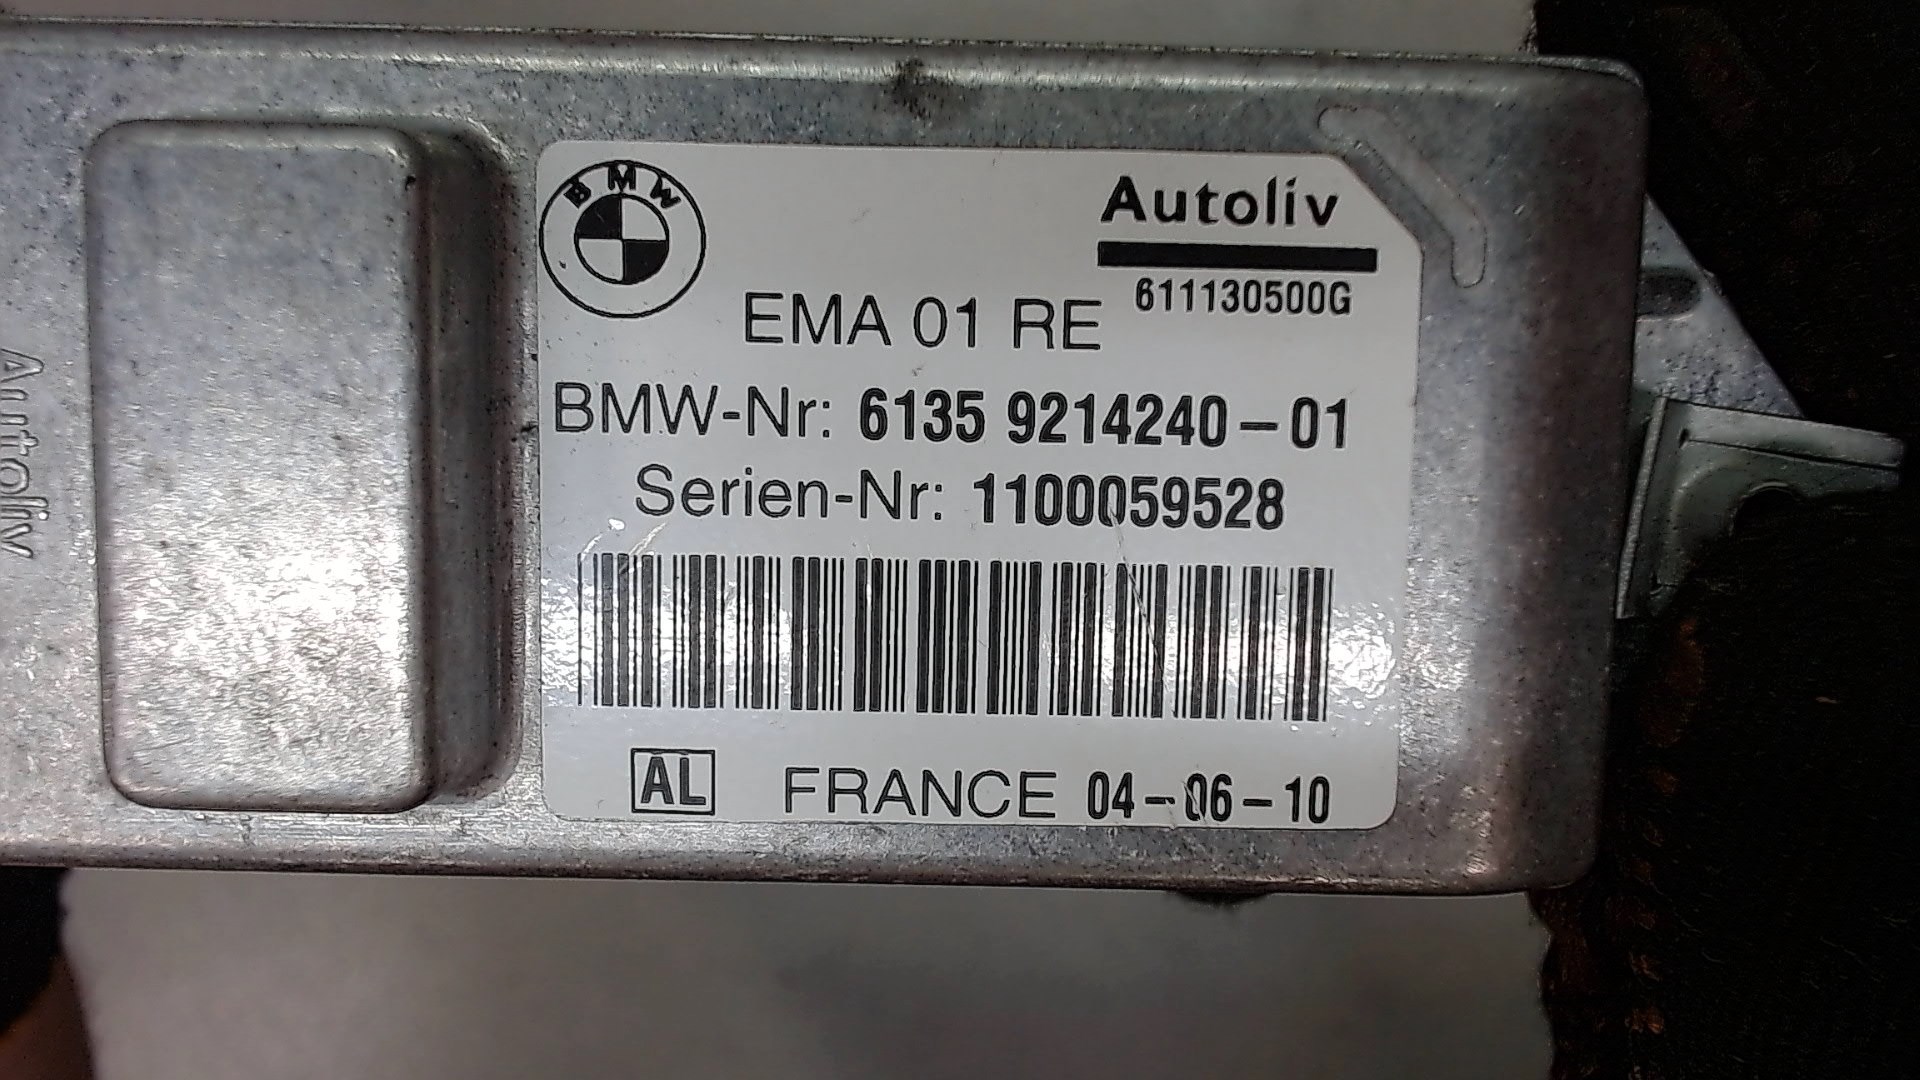 Autoliv
BMW
Autoliv
611130500G
EMA 01 RE
BMW-Nr: 6135 9214240-01
Serien-Nr: 1100059528
AL FRANCE 04-06-10